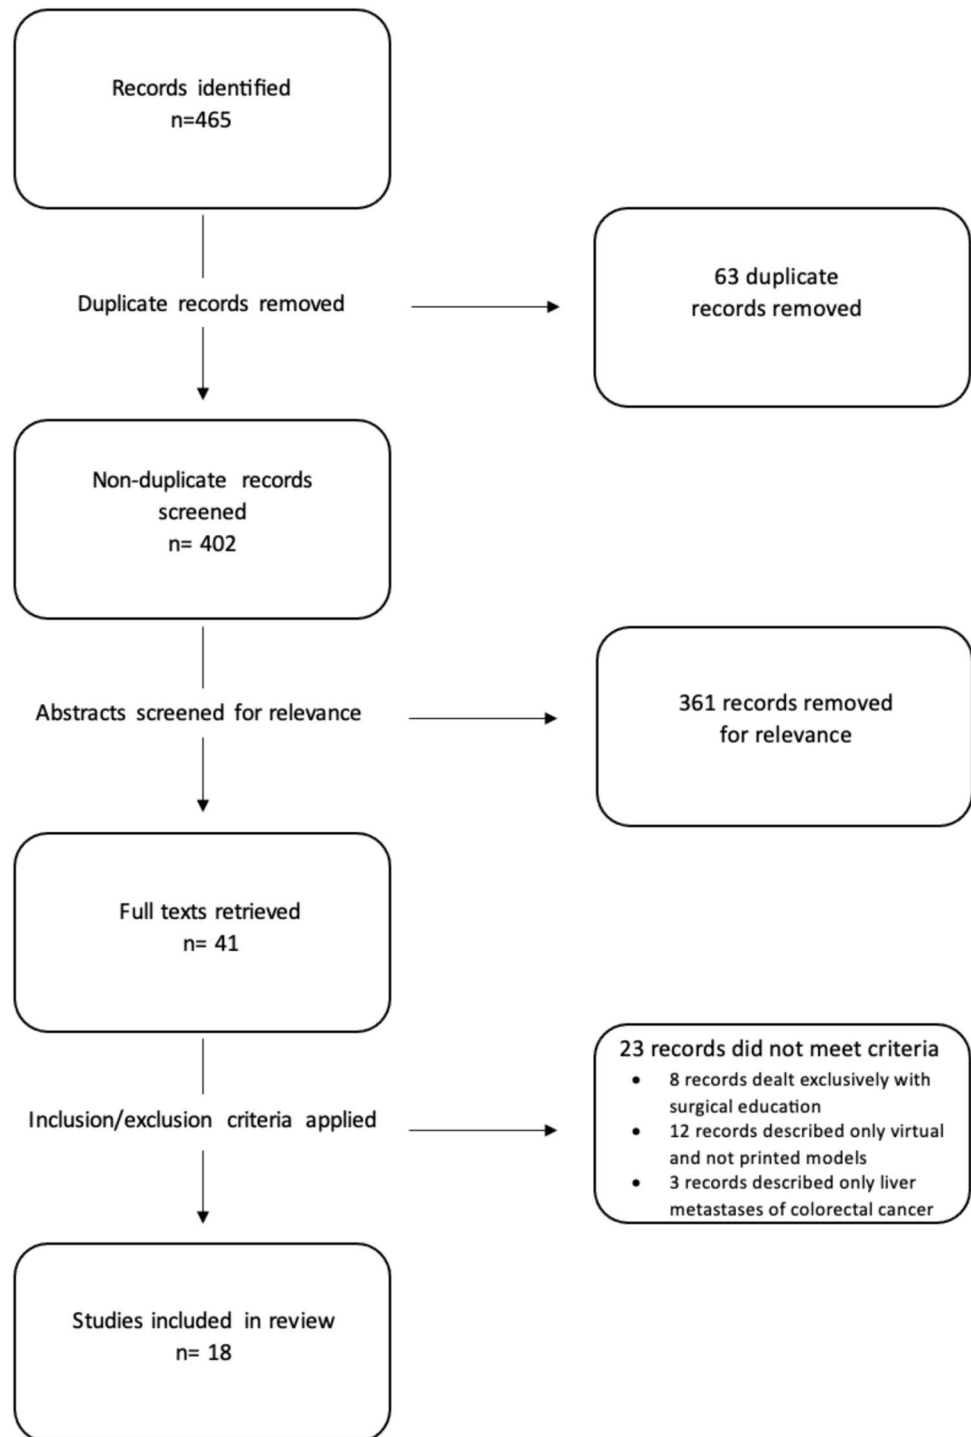 Records identified
n=465
Duplicate records removed
63 duplicate
records removed
Non-duplicate records
screened
n= 402
Abstracts screened for relevance
361 records removed
for relevance
Full texts retrieved
n= 41
Inclusion/exclusion criteria applied
23 records did not meet criteria
• 8 records dealt exclusively with
surgical education
• 12 records described only virtual
and not printed models
• 3 records described only liver
metastases of colorectal cancer
Studies included in review
n= 18